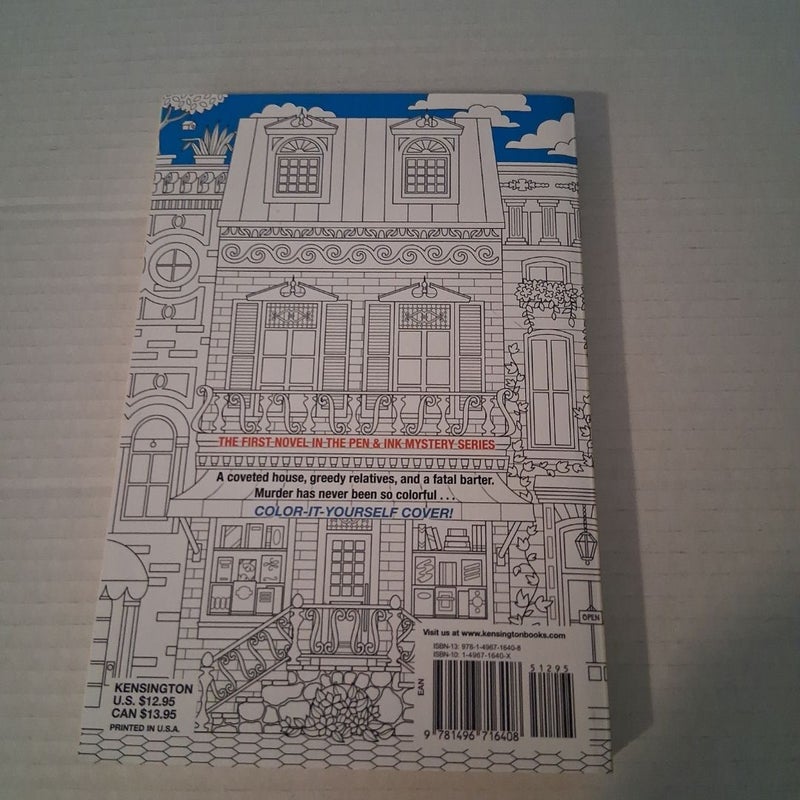 THE FIRST NOVEL IN THE PEN & INK MYSTERY SERIES
A coveted house, greedy relatives, and a fatal barter.
Murder has never been so colorful . . .
COLOR-IT-YOURSELF COVER!
OPEN
Visit us at www.kensingtonbooks.com
ISBN-13: 978-1-4967-1640-8
ISBN-10: 1-4967-1640-X
51295
EAN
9 781496 716408
KENSINGTON
U.S. $12.95
CAN $13.95
PRINTED IN U.S.A.